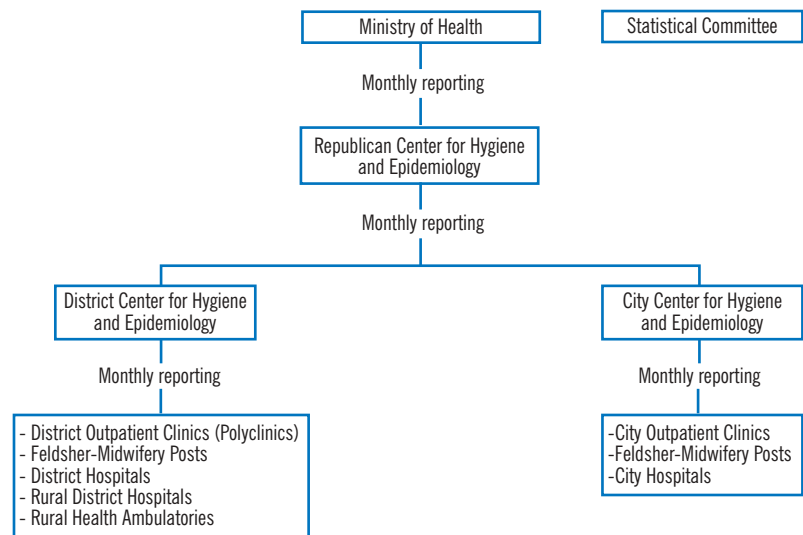 Ministry of Health
Statistical Committee
Monthly reporting
Republican Center for Hygiene
and Epidemiology
Monthly reporting
District Center for Hygiene
and Epidemiology
City Center for Hygiene
and Epidemiology
Monthly reporting
Monthly reporting
- District Outpatient Clinics (Polyclinics)
- Feldsher-Midwifery Posts
- District Hospitals
- Rural District Hospitals
- Rural Health Ambulatories
-City Outpatient Clinics
-Feldsher-Midwifery Posts
-City Hospitals